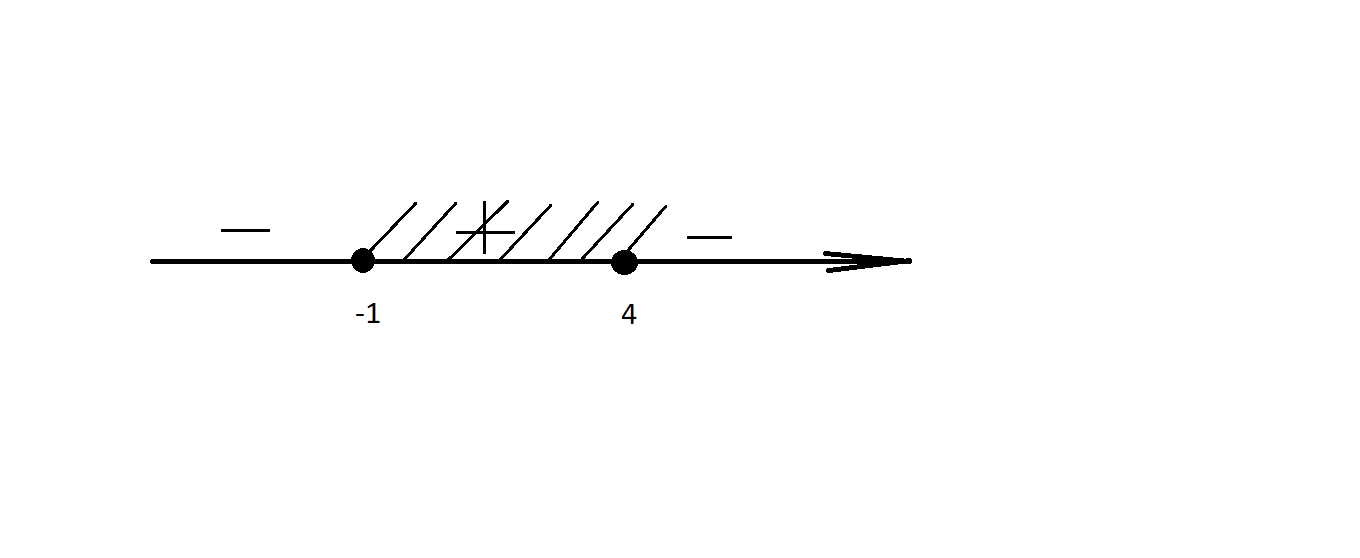 — + —
-1 4